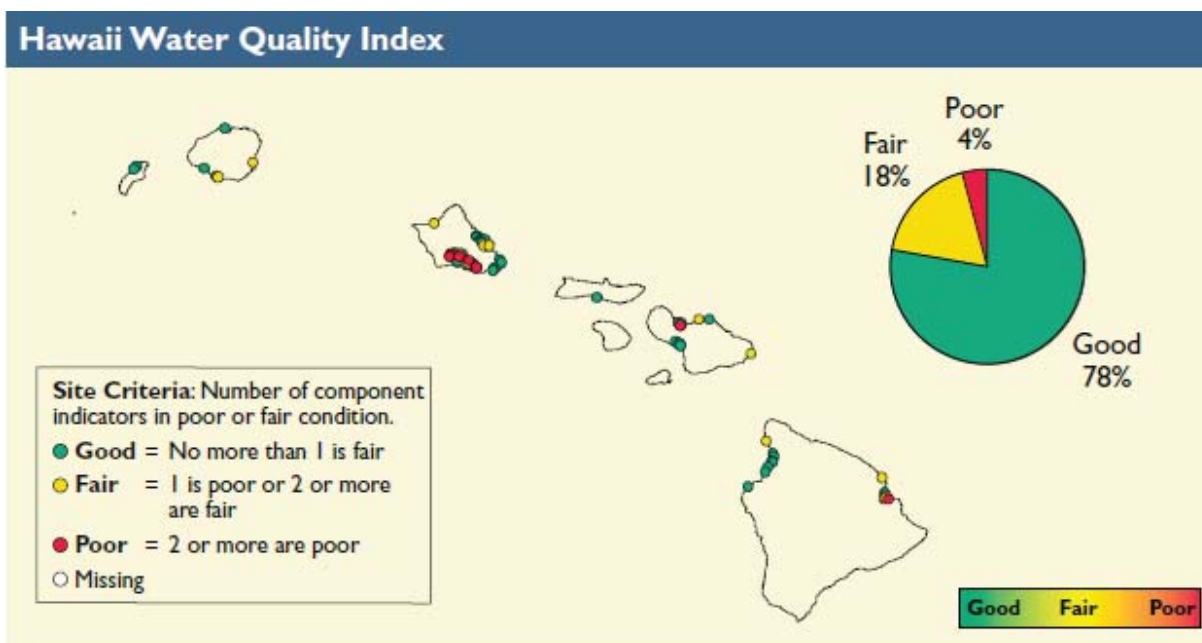 Hawaii Water Quality Index
Poor
4%
Fair
18%
Good
78%
Site Criteria: Number of component
indicators in poor or fair condition.
Good = No more than 1 is fair
Fair = 1 is poor or 2 or more
are fair
Poor = 2 or more are poor
Missing
Good Fair Poor